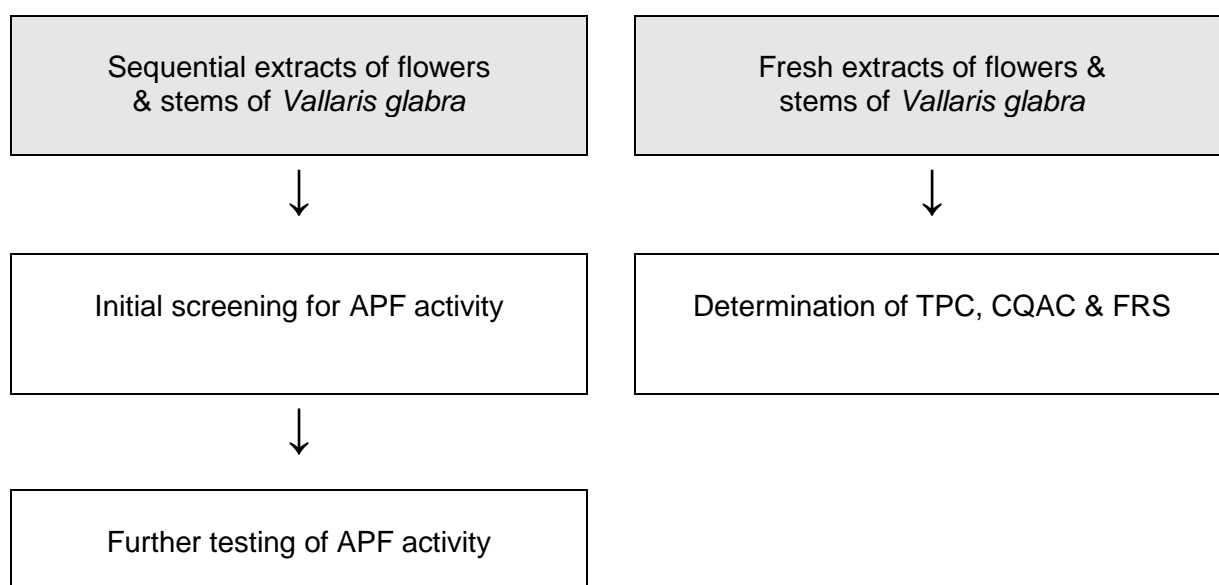 Sequential extracts of flowers
& stems of Vallaris glabra
Fresh extracts of flowers &
stems of Vallaris glabra
Initial screening for APF activity
Determination of TPC, CQAC & FRS
Further testing of APF activity